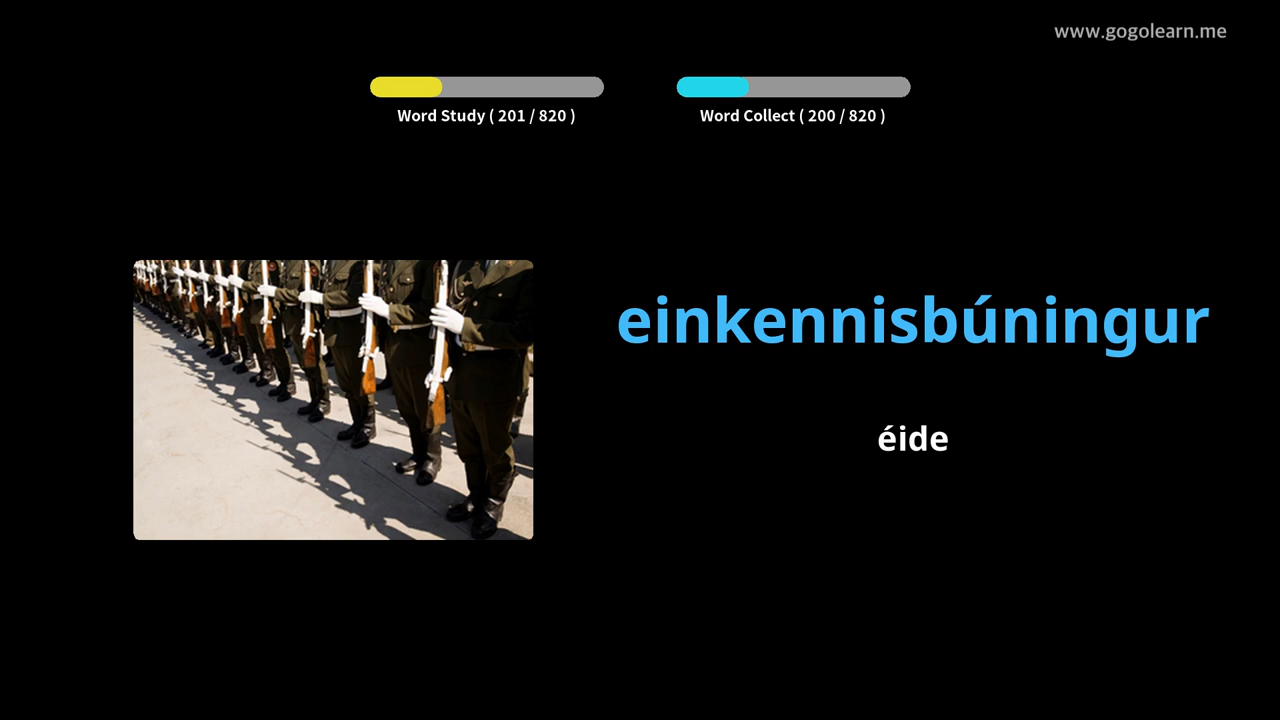 www.gogolearn.me
Word Study ( 201 / 820 )
Word Collect ( 200 / 820 )
einkennisbúningur
éide